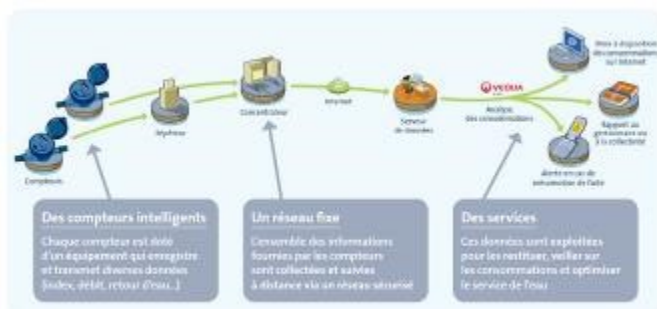 Compteurs
Répéteur
Concentrateur
Internet
Serveur
de données
VEOLIA
Analyse
des consommations
Mise à disposition
des consommations
sur Internet
Rapport au
gestionnaire ou
à la collectivité
Alerte en cas de
Des compteurs intelligents
Chaque compteur est doté
d'un équipement qui enregistre
et transmet diverses données
(index, débit, retour d'eau...)
Un réseau fixe
L'ensemble des informations
fournies par les compteurs
sont collectées et suivies
à distance via un réseau sécurisé
Des services
Ces données sont exploitées
pour les restituer, veiller sur
les consommations et optimiser
le service de l'eau